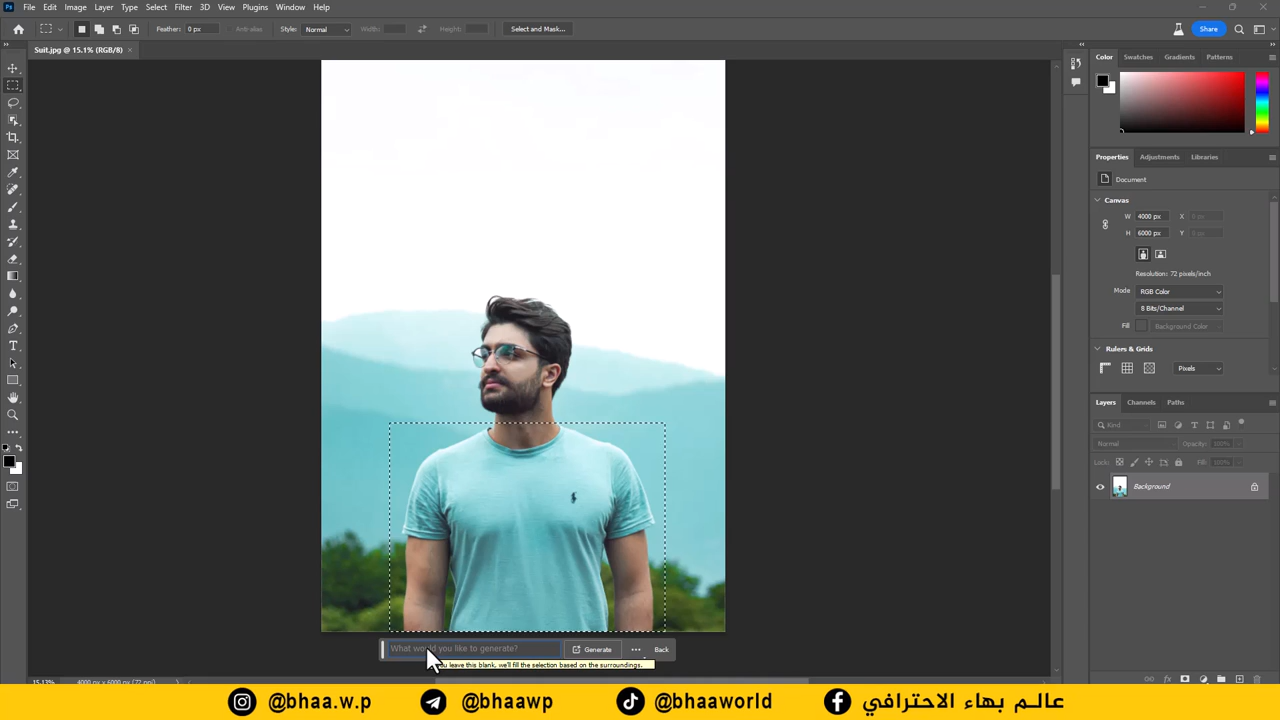 Ps File Edit Image Layer Type Select Filter 3D View Plugins Window Help
Feather: 0 px Anti-alias Style: Normal Width: Height: Select and Mask... Share
Suit.jpg @ 15.1% (RGB/8) ×
Color Swatches Gradients Patterns
Properties Adjustments Libraries
Document
Canvas
W 4000 px X 0 px
H 6000 px Y 0 px
Resolution: 72 pixels/inch
Mode RGB Color
8 Bits/Channel
Fill Background Color
Rulers & Grids
Pixels
Layers Channels Paths
Kind
Normal Opacity: 100%
Lock: Fill: 100%
Background
What would you like to generate? Generate ... Back
you leave this blank, we'll fill the selection based on the surroundings.
15.13% 4000 px x 6000 px (72 ppi)
@bhaa.w.p @bhaawp @bhaaworld عالم بهاء الاحترافي